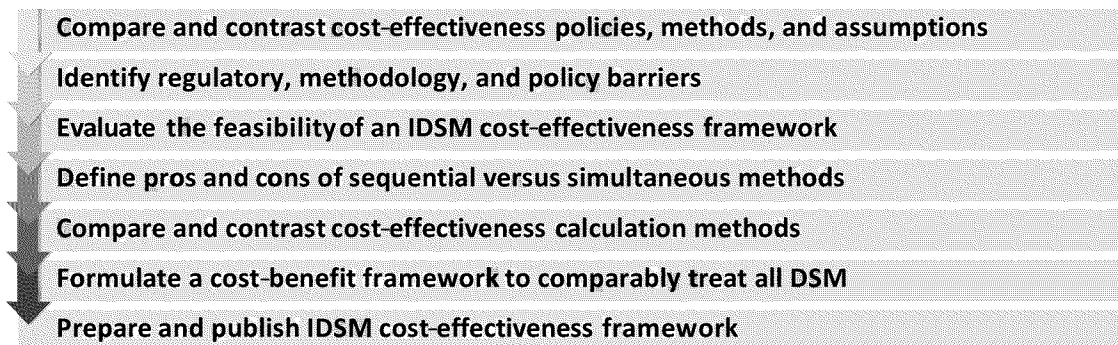 Compare and contrast cost-effectiveness policies, methods, and assumptions
Identify regulatory, methodology, and policy barriers
Evaluate the feasibility of an IDSM cost-effectiveness framework
Define pros and cons of sequential versus simultaneous methods
Compare and contrast cost-effectiveness calculation methods
Formulate a cost-benefit framework to comparably treat all DSM
Prepare and publish IDSM cost-effectiveness framework